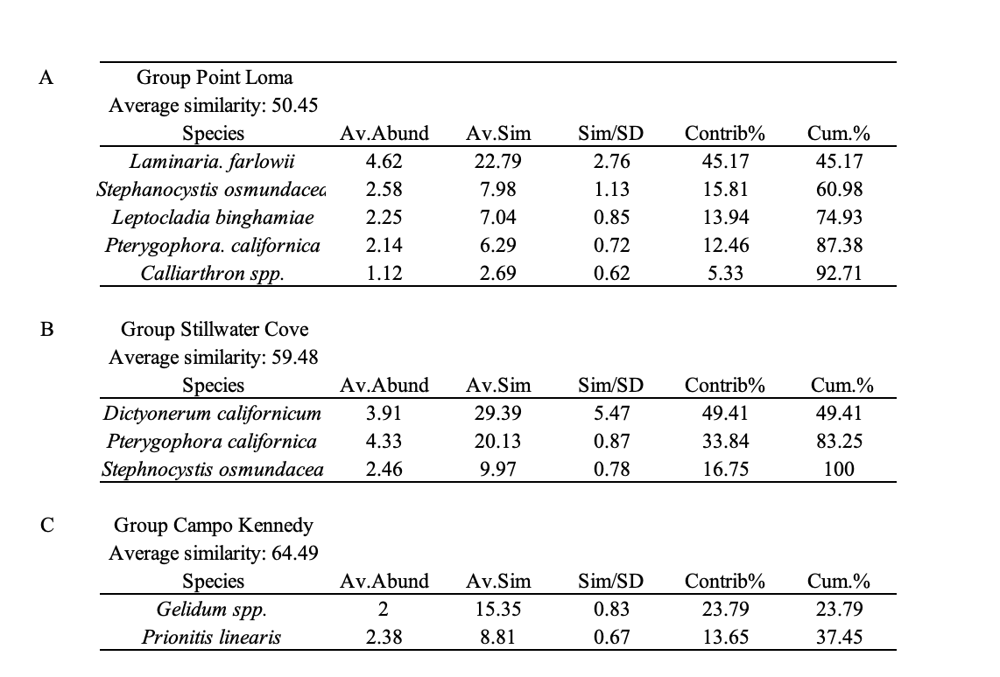 A Group Point Loma
Average similarity: 50.45
Species Av.Abund Av.Sim Sim/SD Contrib% Cum.%
Laminaria. farlowii 4.62 22.79 2.76 45.17 45.17
Stephanocystis osmundacea 2.58 7.98 1.13 15.81 60.98
Leptocladia binghamiae 2.25 7.04 0.85 13.94 74.93
Pterygophora. californica 2.14 6.29 0.72 12.46 87.38
Calliarthron spp. 1.12 2.69 0.62 5.33 92.71
B Group Stillwater Cove
Average similarity: 59.48
Species Av.Abund Av.Sim Sim/SD Contrib% Cum.%
Dictyonerum californicum 3.91 29.39 5.47 49.41 49.41
Pterygophora californica 4.33 20.13 0.87 33.84 83.25
Stephnocystis osmundacea 2.46 9.97 0.78 16.75 100
C Group Campo Kennedy
Average similarity: 64.49
Species Av.Abund Av.Sim Sim/SD Contrib% Cum.%
Gelidum spp. 2 15.35 0.83 23.79 23.79
Prionitis linearis 2.38 8.81 0.67 13.65 37.45